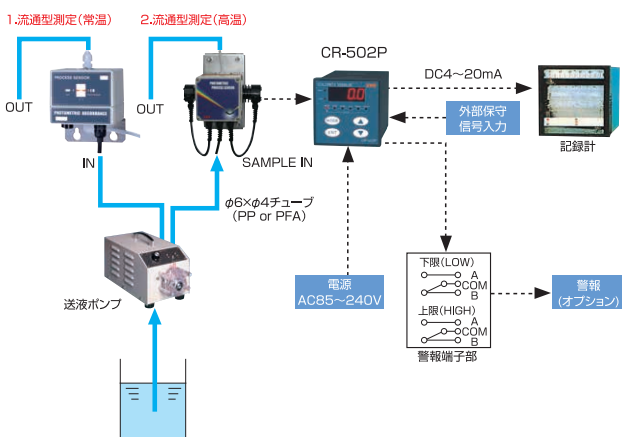 1.流通型測定(常温)
2.流通型測定(高温)
CR-502P
DC4〜20mA
OUT
OUT
PROCESS SENSOR
外部保守
信号入力
記録計
IN
SAMPLE IN
φ6×φ4チューブ
(PP or PFA)
送液ポンプ
電源
AC85〜240V
下限(LOW)
A
COM
B
上限(HIGH)
A
COM
B
警報端子部
警報
(オプション)